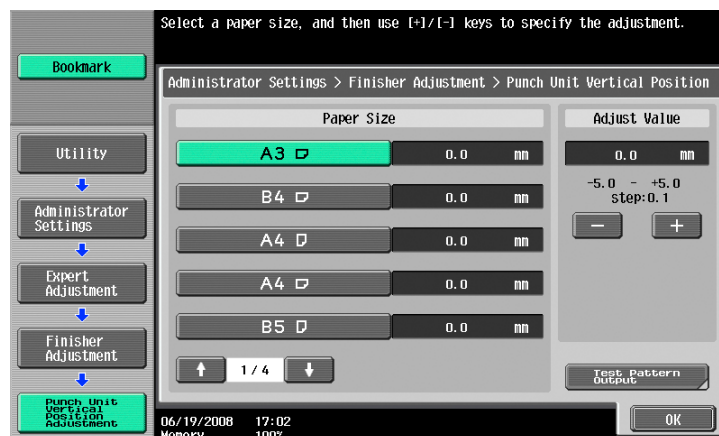 Select a paper size, and then use [+]/[-] keys to specify the adjustment.
Bookmark
Administrator Settings > Finisher Adjustment > Punch Unit Vertical Position
Paper Size
Adjust Value
A3 0.0 mm
0.0 mm
-5.0 - +5.0
step:0.1
B4 0.0 mm
− +
A4 0.0 mm
A4 0.0 mm
B5 0.0 mm
↑ 1/4 ↓
Test Pattern
Output
Utility
Administrator
Settings
Expert
Adjustment
Finisher
Adjustment
Punch Unit
Vertical
Position
Adjustment
06/19/2008 17:02
Memory 100%
OK